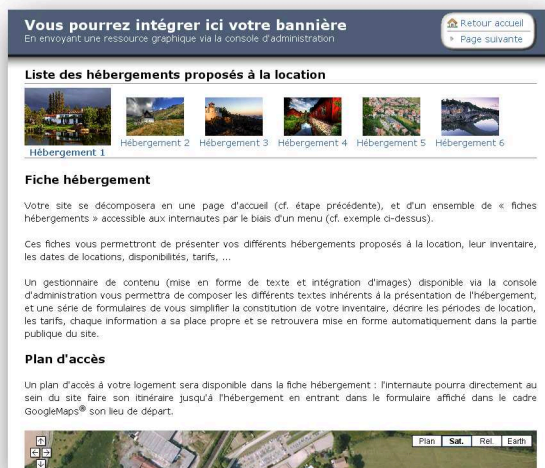 Vous pourrez intégrer ici votre bannière
En envoyant une ressource graphique via la console d'administration
Retour accueil
Page suivante
Liste des hébergements proposés à la location
Hébergement 1
Hébergement 2
Hébergement 3
Hébergement 4
Hébergement 5
Hébergement 6
Fiche hébergement
Votre site se décomposera en une page d'accueil (cf. étape précédente), et d'un ensemble de « fiches
hébergements » accessible aux internautes par le biais d'un menu (cf. exemple ci-dessus).
Ces fiches vous permettront de présenter vos différents hébergements proposés à la location, leur inventaire,
les dates de locations, disponibilités, tarifs, ...
Un gestionnaire de contenu (mise en forme de texte et intégration d'images) disponible via la console
d'administration vous permettra de composer les différents textes inhérents à la présentation de l'hébergement,
et une série de formulaires de vous simplifier la constitution de votre inventaire, décrire les périodes de location,
les tarifs, chaque information a sa place propre et se retrouvera mise en forme automatiquement dans la partie
publique du site.
Plan d'accès
Un plan d'accés á votre logement sera disponible dans la fiche hébergement : l'internaute pourra directement au
sein du site faire son itinéraire jusqu'á l'hébergement en entrant dans le formulaire affiché dans le cadre
GoogleMaps® son lieu de départ.
Plan Sat. Rel. Earth